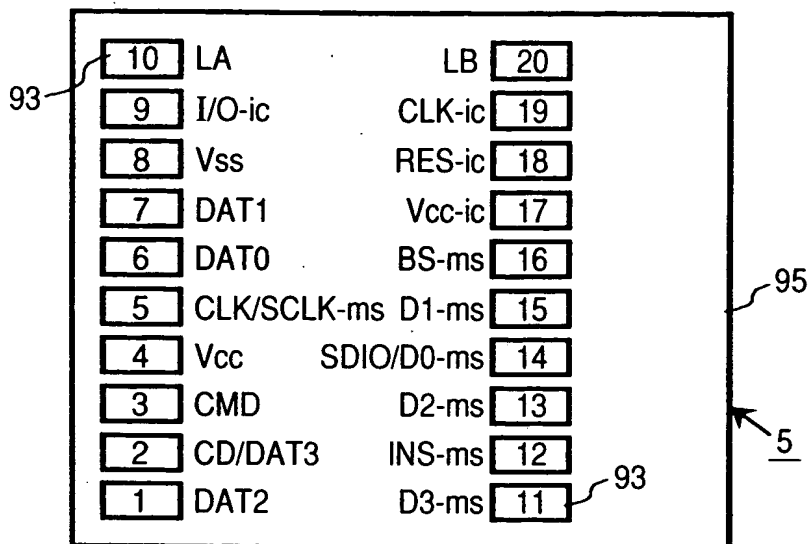 10 LA LB 20
93
9 I/O-ic CLK-ic 19
8 Vss RES-ic 18
7 DAT1 Vcc-ic 17
6 DAT0 BS-ms 16
95
5 CLK/SCLK-ms D1-ms 15
4 Vcc SDIO/D0-ms 14
3 CMD D2-ms 13
5
2 CD/DAT3 INS-ms 12
93
1 DAT2 D3-ms 11